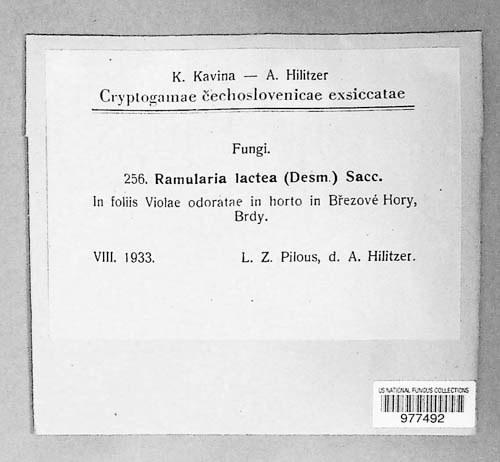 K. Kavina — A. Hilitzer
Cryptogamae čechoslovenicae exsiccatae
Fungi.
256. Ramularia lactea (Desm.) Sacc.
In foliis Violae odoratae in horto in Březové Hory,
Brdy.
VIII. 1933. L. Z. Pilous, d. A. Hilitzer.
US NATIONAL FUNGUS COLLECTIONS
977492